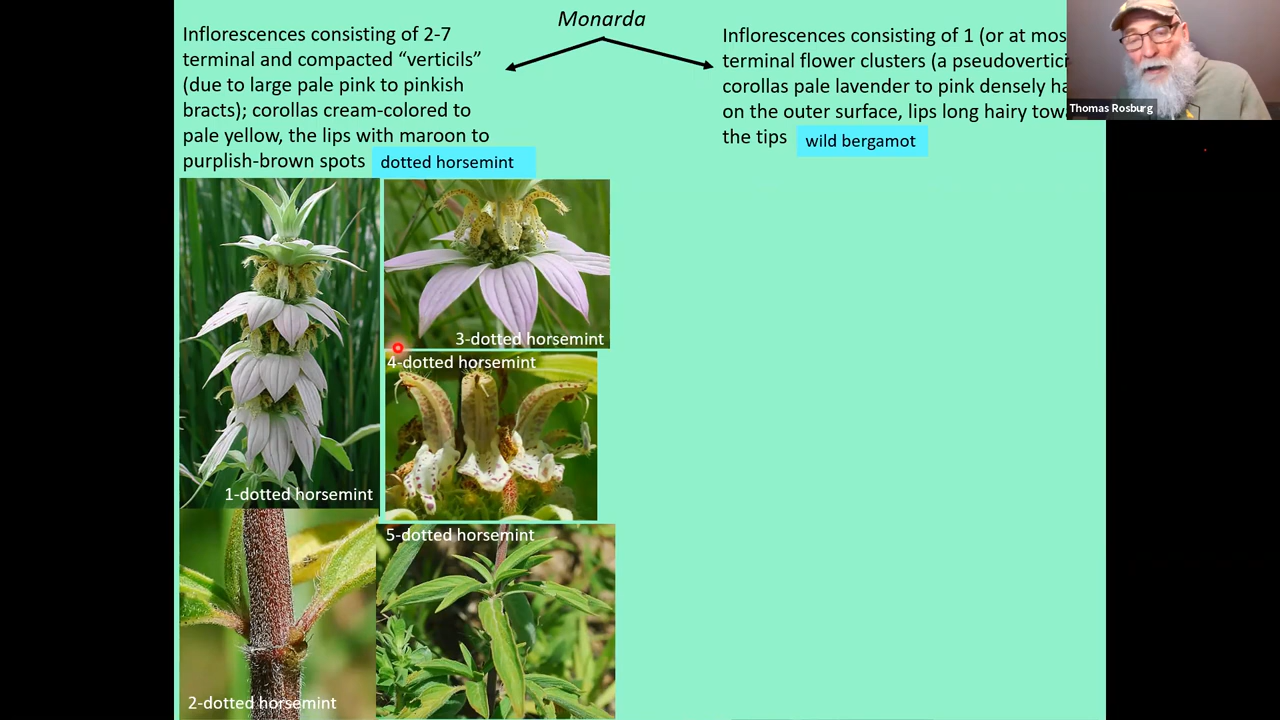 Monarda
Inflorescences consisting of 2-7
terminal and compacted “verticils”
(due to large pale pink to pinkish
bracts); corollas cream-colored to
pale yellow, the lips with maroon to
purplish-brown spots
dotted horsemint
Inflorescences consisting of 1 (or at
terminal flower clusters (a
corollas pale lavender to pink densely
on the outer surface, lips long hairy
the tips
wild bergamot
Thomas Rosburg
1-dotted horsemint
3-dotted horsemint
4-dotted horsemint
2-dotted horsemint
5-dotted horsemint